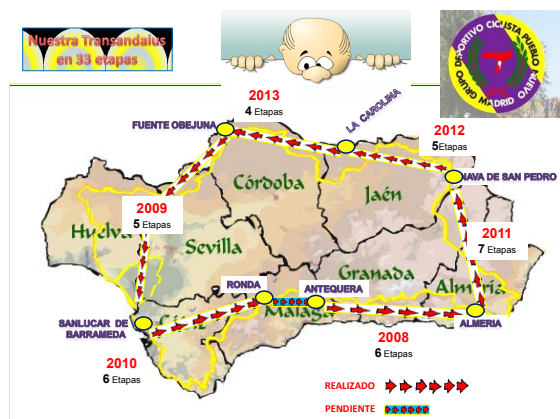 Nuestra Transandalus
en 33 etapas
GRUPO DEPORTIVO CICLISTA PUEBLO NUEVO
MADRID
2013
4 Etapas
FUENTE OBEJUNA
LA CAROLINA
2012
5Etapas
NAVA DE SAN PEDRO
Córdoba
Jaén
2009
5 Etapas
2011
7 Etapas
Huelva
Sevilla
Granada
Almería
RONDA
ANTEQUERA
SANLUCAR DE
BARRAMEDA
Cádiz
Málaga
ALMERIA
2010
6 Etapas
2008
6 Etapas
REALIZADO
PENDIENTE